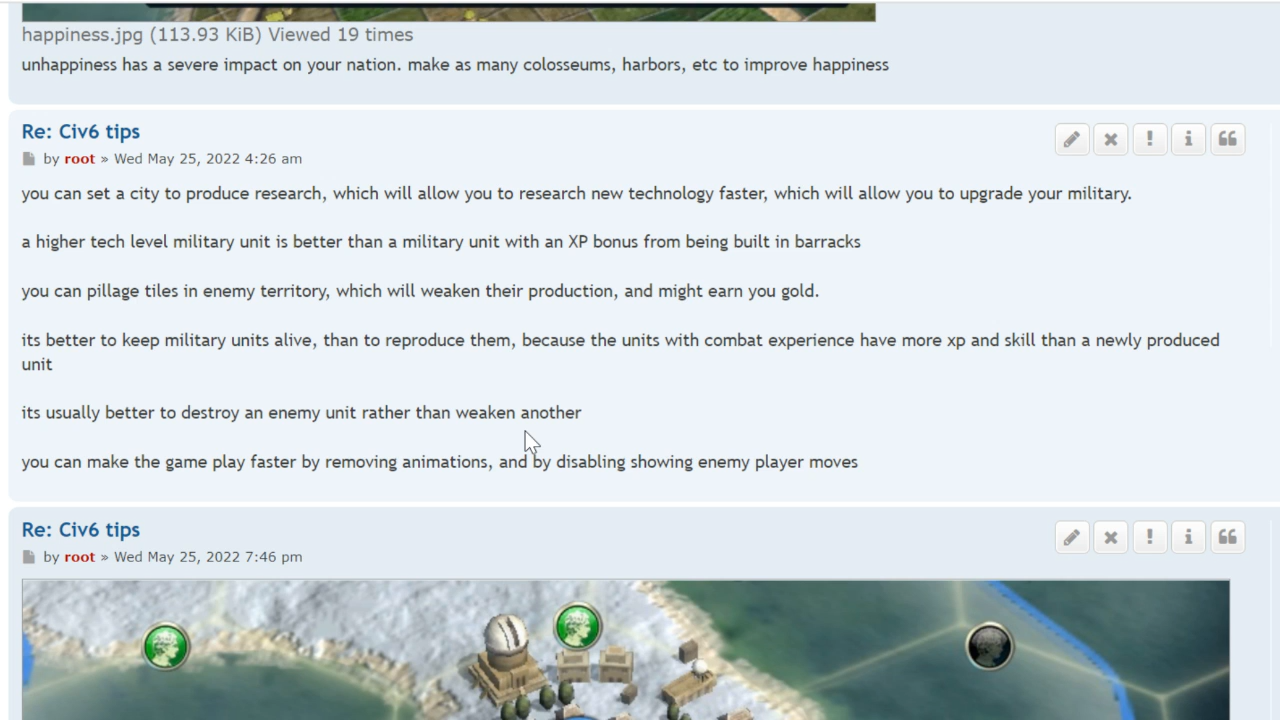 happiness.jpg (113.93 KiB) Viewed 19 times
unhappiness has a severe impact on your nation. make as many colosseums, harbors, etc to improve happiness
Re: Civ6 tips
by root » Wed May 25, 2022 4:26 am
you can set a city to produce research, which will allow you to research new technology faster, which will allow you to upgrade your military.
a higher tech level military unit is better than a military unit with an XP bonus from being built in barracks
you can pillage tiles in enemy territory, which will weaken their production, and might earn you gold.
its better to keep military units alive, than to reproduce them, because the units with combat experience have more xp and skill than a newly produced
unit
its usually better to destroy an enemy unit rather than weaken another
you can make the game play faster by removing animations, and by disabling showing enemy player moves
Re: Civ6 tips
by root » Wed May 25, 2022 7:46 pm